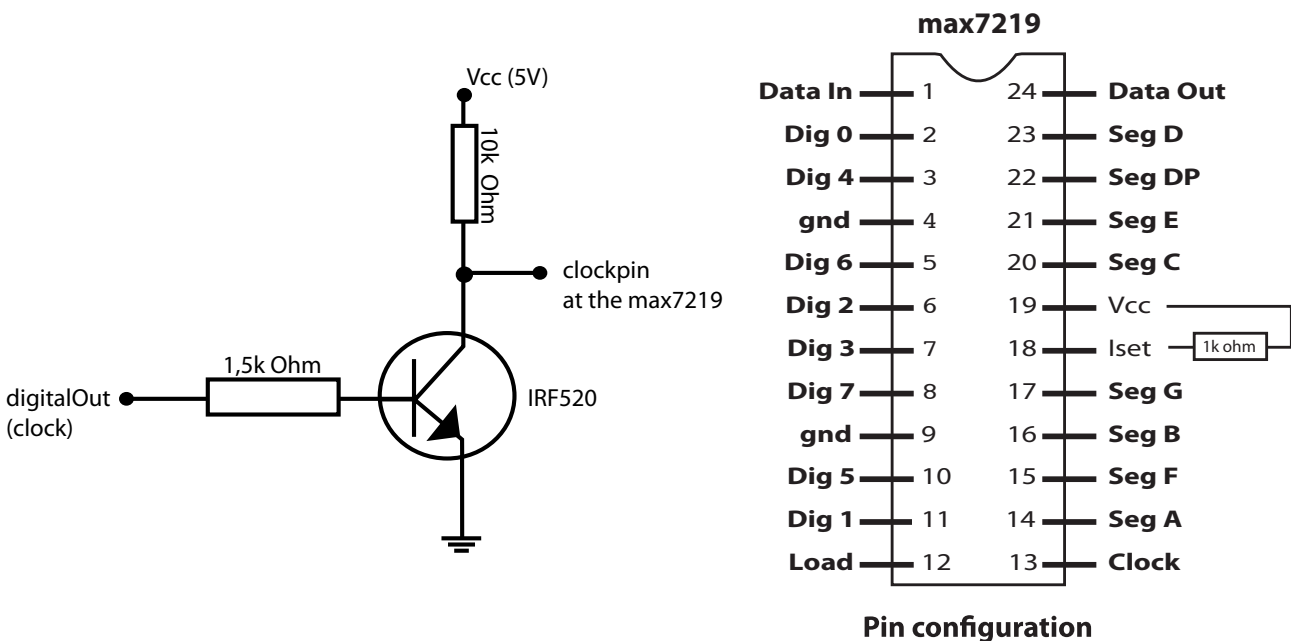 Vcc (5V)
10k Ohm
clockpin
at the max7219
1,5k Ohm
digitalOut
(clock)
IRF520
max7219
Data In 1 24 Data Out
Dig 0 2 23 Seg D
Dig 4 3 22 Seg DP
gnd 4 21 Seg E
Dig 6 5 20 Seg C
Dig 2 6 19 Vcc
Dig 3 7 18 Iset 1k ohm
Dig 7 8 17 Seg G
gnd 9 16 Seg B
Dig 5 10 15 Seg F
Dig 1 11 14 Seg A
Load 12 13 Clock
Pin configuration